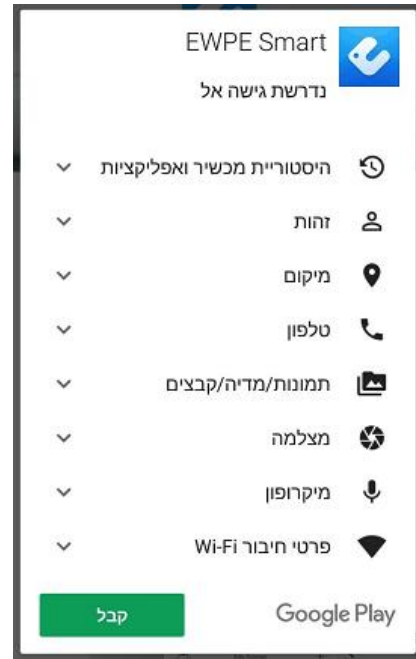 EWPE Smart
נדרשת גישה אל
היסטוריית מכשיר ואפליקציות
זהות
מיקום
טלפון
תמונות/מדיה/קבצים
מצלמה
מיקרופון
פרטי חיבור Wi-Fi
Google Play
קבל